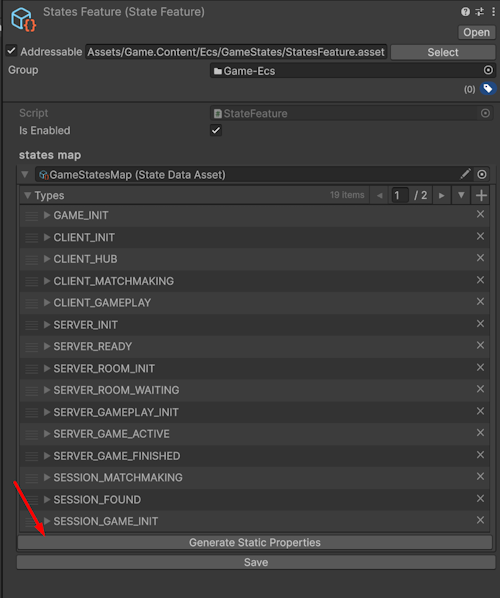 States Feature (State Feature)
Open
Addressable Assets/Game.Content/Ecs/GameStates/StatesFeature.asset Select
Group Game-Ecs
(0)
Script StateFeature
Is Enabled
states map
GameStatesMap (State Data Asset)
Types 19 items 1 / 2
GAME_INIT
CLIENT_INIT
CLIENT_HUB
CLIENT_MATCHMAKING
CLIENT_GAMEPLAY
SERVER_INIT
SERVER_READY
SERVER_ROOM_INIT
SERVER_ROOM_WAITING
SERVER_GAMEPLAY_INIT
SERVER_GAME_ACTIVE
SERVER_GAME_FINISHED
SESSION_MATCHMAKING
SESSION_FOUND
SESSION_GAME_INIT
Generate Static Properties
Save